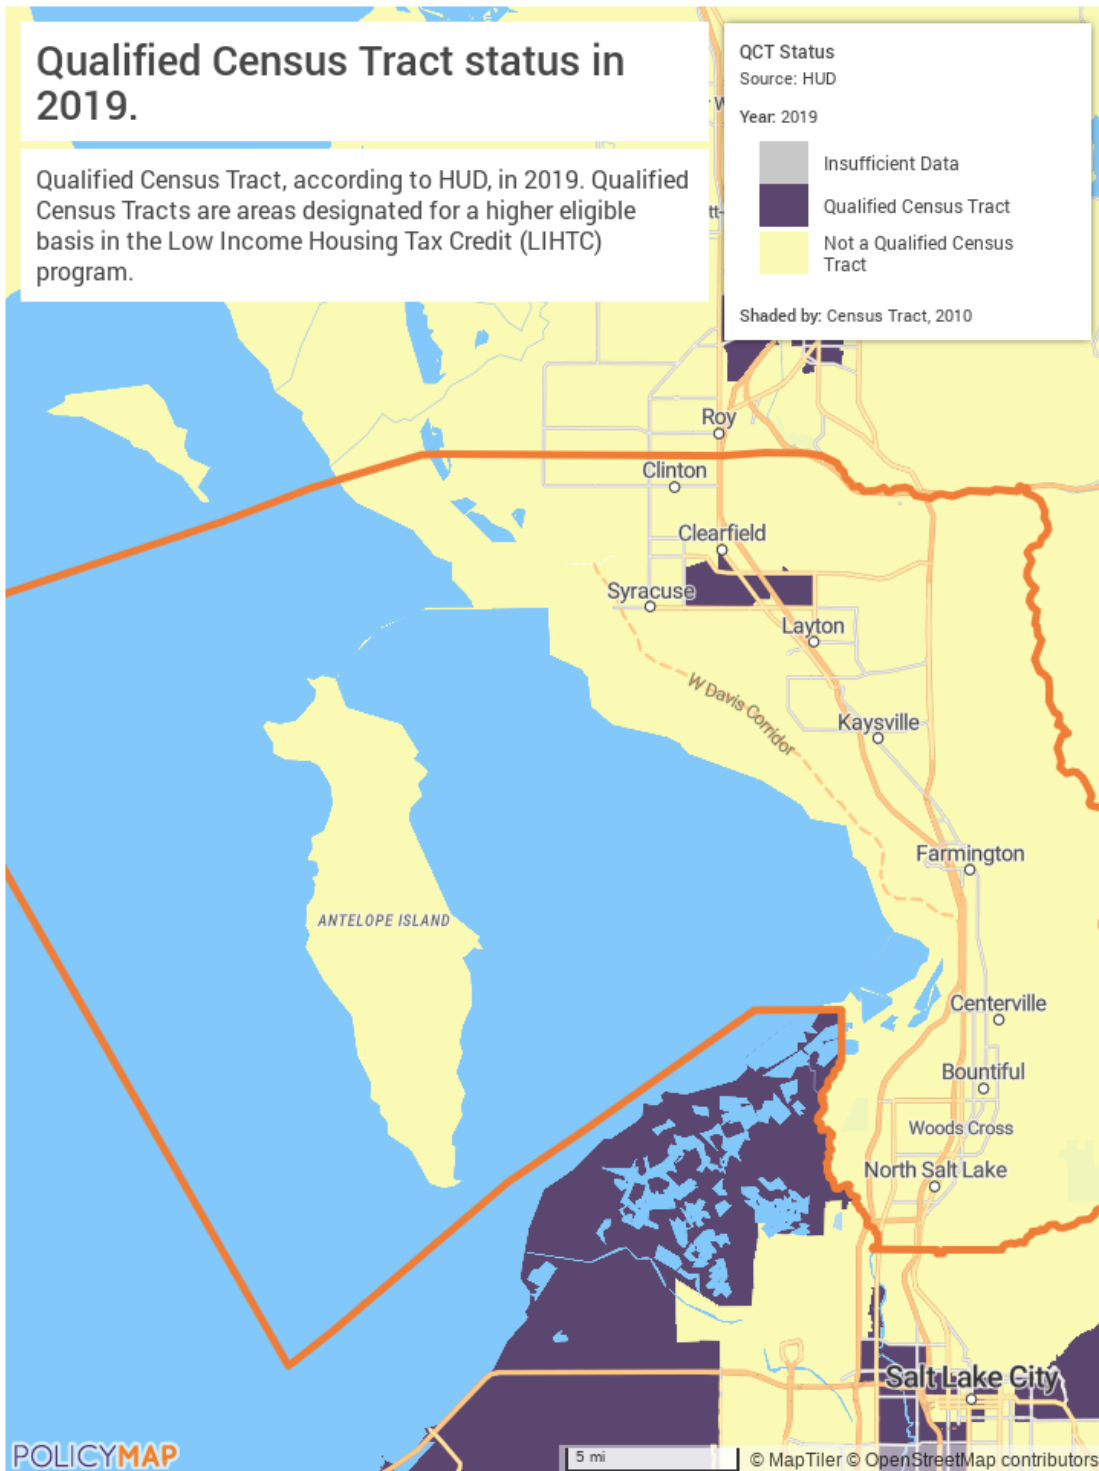 Qualified Census Tract status in
2019.
Qualified Census Tract, according to HUD, in 2019. Qualified
Census Tracts are areas designated for a higher eligible
basis in the Low Income Housing Tax Credit (LIHTC)
program.
QCT Status
Source: HUD
Year: 2019
Insufficient Data
Qualified Census Tract
Not a Qualified Census
Tract
Shaded by: Census Tract, 2010
Roy
Clinton
Clearfield
Syracuse
Layton
W Davis Corridor
Kaysville
Farmington
ANTELOPE ISLAND
Centerville
Bountiful
Woods Cross
North Salt Lake
Salt Lake City
POLICYMAP
5 mi
© MapTiler © OpenStreetMap contributors